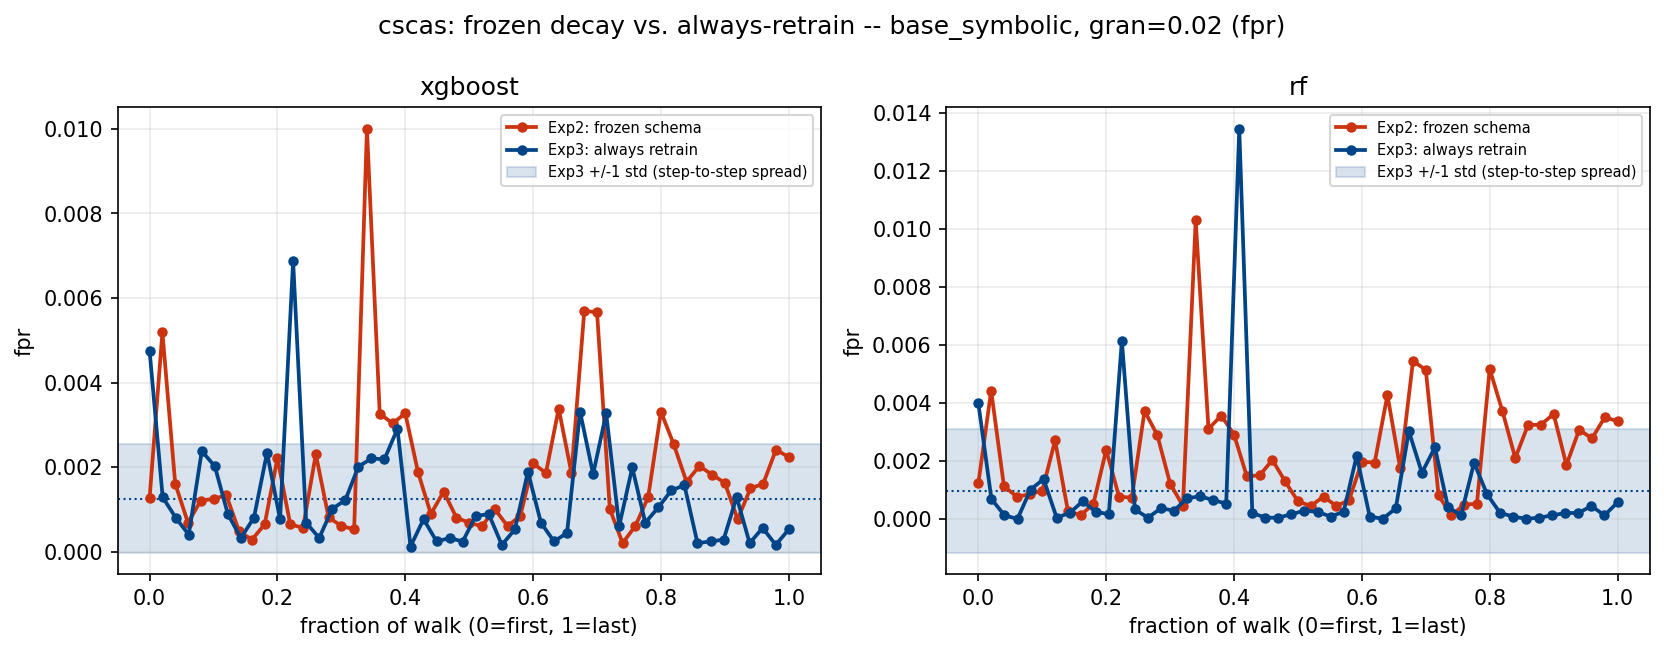 cscas: frozen decay vs. always-retrain -- base_symbolic, gran=0.02 (fpr)
xgboost
0.010
0.008
0.006
0.004
0.002
0.000
fpr
0.0 0.2 0.4 0.6 0.8 1.0
fraction of walk (0=first, 1=last)
Exp2: frozen schema
Exp3: always retrain
Exp3 +/-1 std (step-to-step spread)
rf
0.014
0.012
0.010
0.008
0.006
0.004
0.002
0.000
fpr
0.0 0.2 0.4 0.6 0.8 1.0
fraction of walk (0=first, 1=last)
Exp2: frozen schema
Exp3: always retrain
Exp3 +/-1 std (step-to-step spread)